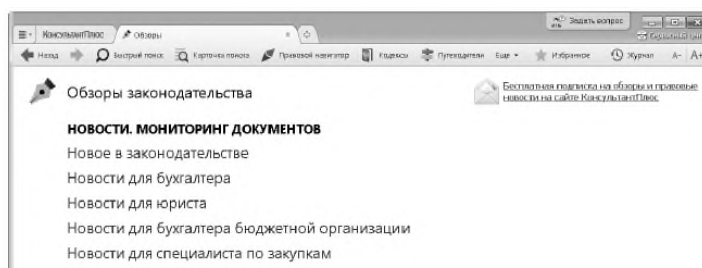 Задать вопрос
КонсультантПлюс
Обзоры
Назад
Быстрый поиск
Карточка поиска
Правовой навигатор
Кодексы
Путеводители
Еще
Избранное
Журнал
A-
A+
Обзоры законодательства
Бесплатная подписка на обзоры и правовые
новости на сайте КонсультантПлюс
НОВОСТИ. МОНИТОРИНГ ДОКУМЕНТОВ
Новое в законодательстве
Новости для бухгалтера
Новости для юриста
Новости для бухгалтера бюджетной организации
Новости для специалиста по закупкам